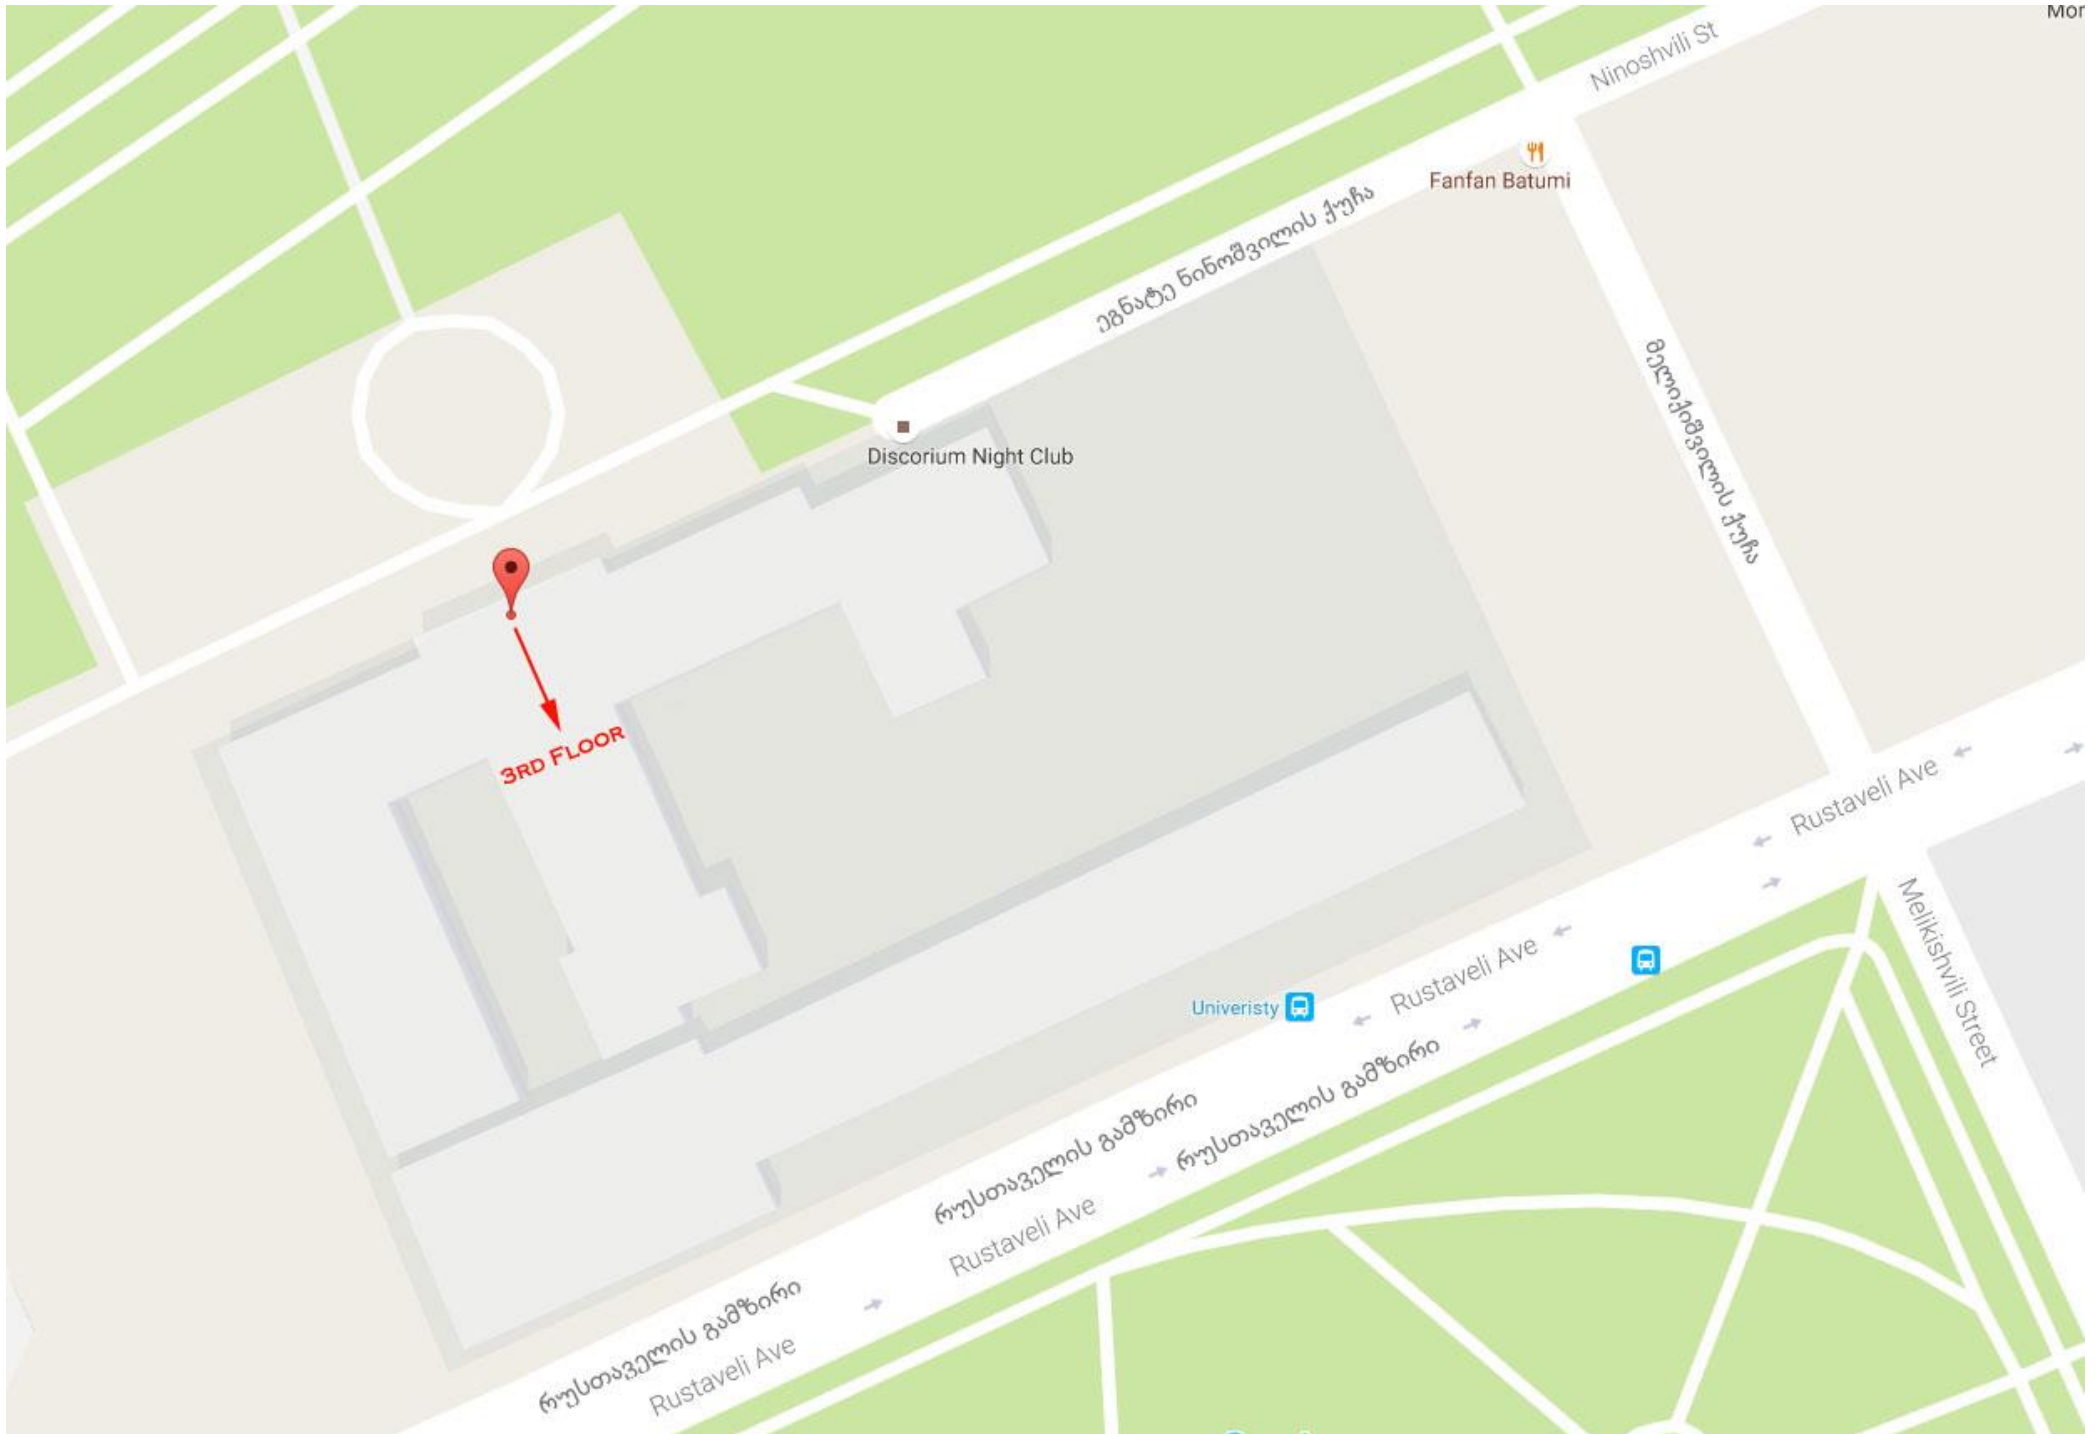 Ninoshvili St
Fanfan Batumi
ეგნატე ნინოშვილის ქუჩა
მელიქიშვილის ქუჩა
Discorium Night Club
3RD FLOOR
Rustaveli Ave
Melikishvili Street
Rustaveli Ave
Univeristy
რუსთაველის გამზირი
რუსთაველის გამზირი
Rustaveli Ave
რუსთაველის გამზირი
Rustaveli Ave